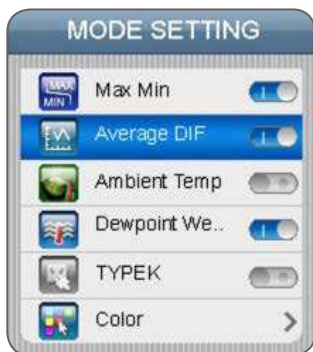 MODE SETTING
MAX
MIN
Max Min
Average DIF
Ambient Temp
Dewpoint We..
TYPEK
Color